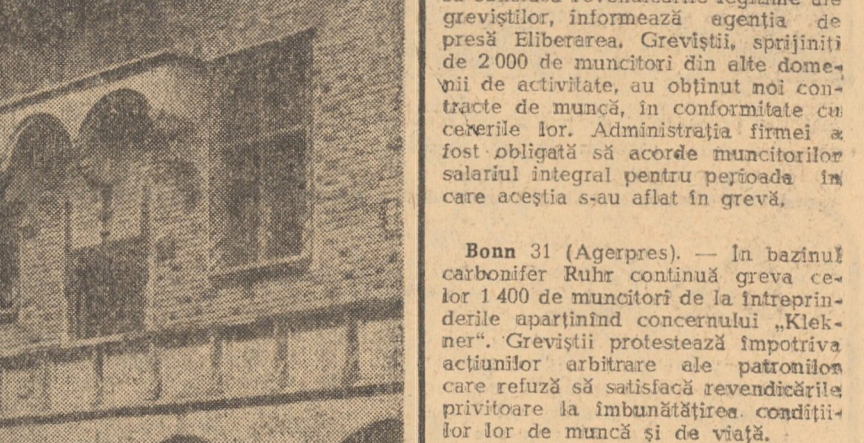 greviștilor, informează agenția de
presă Eliberarea. Greviștii, sprijiniți
de 2 000 de muncitori din alte dome-
nii de activitate, au obținut noi con-
tracte de muncă, în conformitate cu
cererile lor. Administrația firmei a
fost obligată să acorde muncitorilor
salariul integral pentru perioada în
care aceștia s-au aflat în grevă.
Bonn 31 (Agerpres). — În bazinul
carbonifer Ruhr continuă greva ce-
lor 1 400 de muncitori de la întreprin-
derile aparținînd concernului „Klek-
ner“. Greviștii protestează împotriva
acțiunilor arbitrare ale patronilor
care refuză să satisfacă revendicările
privitoare la îmbunătățirea condiții-
lor lor de muncă și de viață.